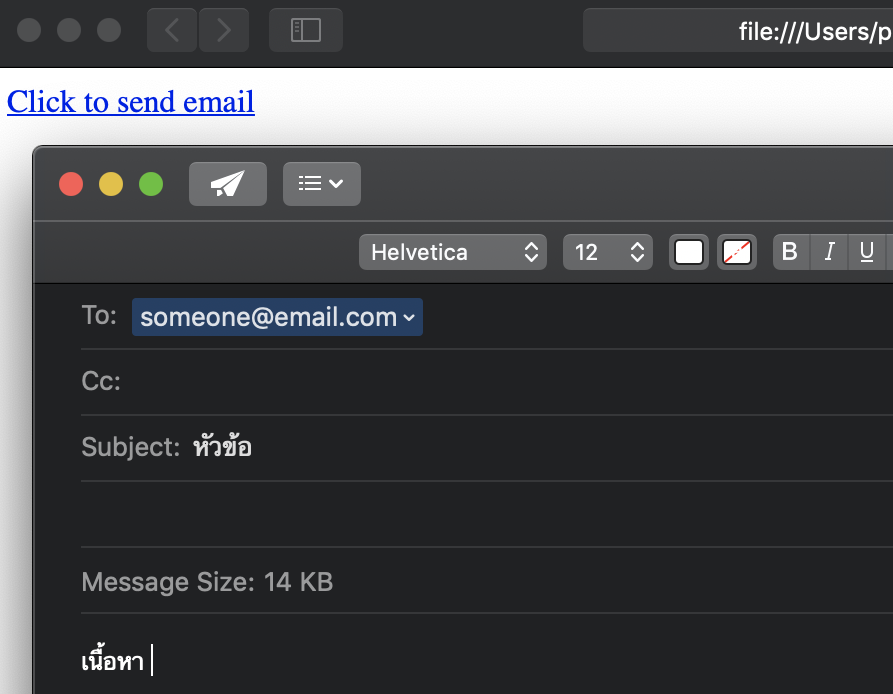 file:///Users/p
Click to send email
Helvetica 12 B I U
To: someone@email.com
Cc:
Subject: หัวข้อ
Message Size: 14 KB
เนื้อหา